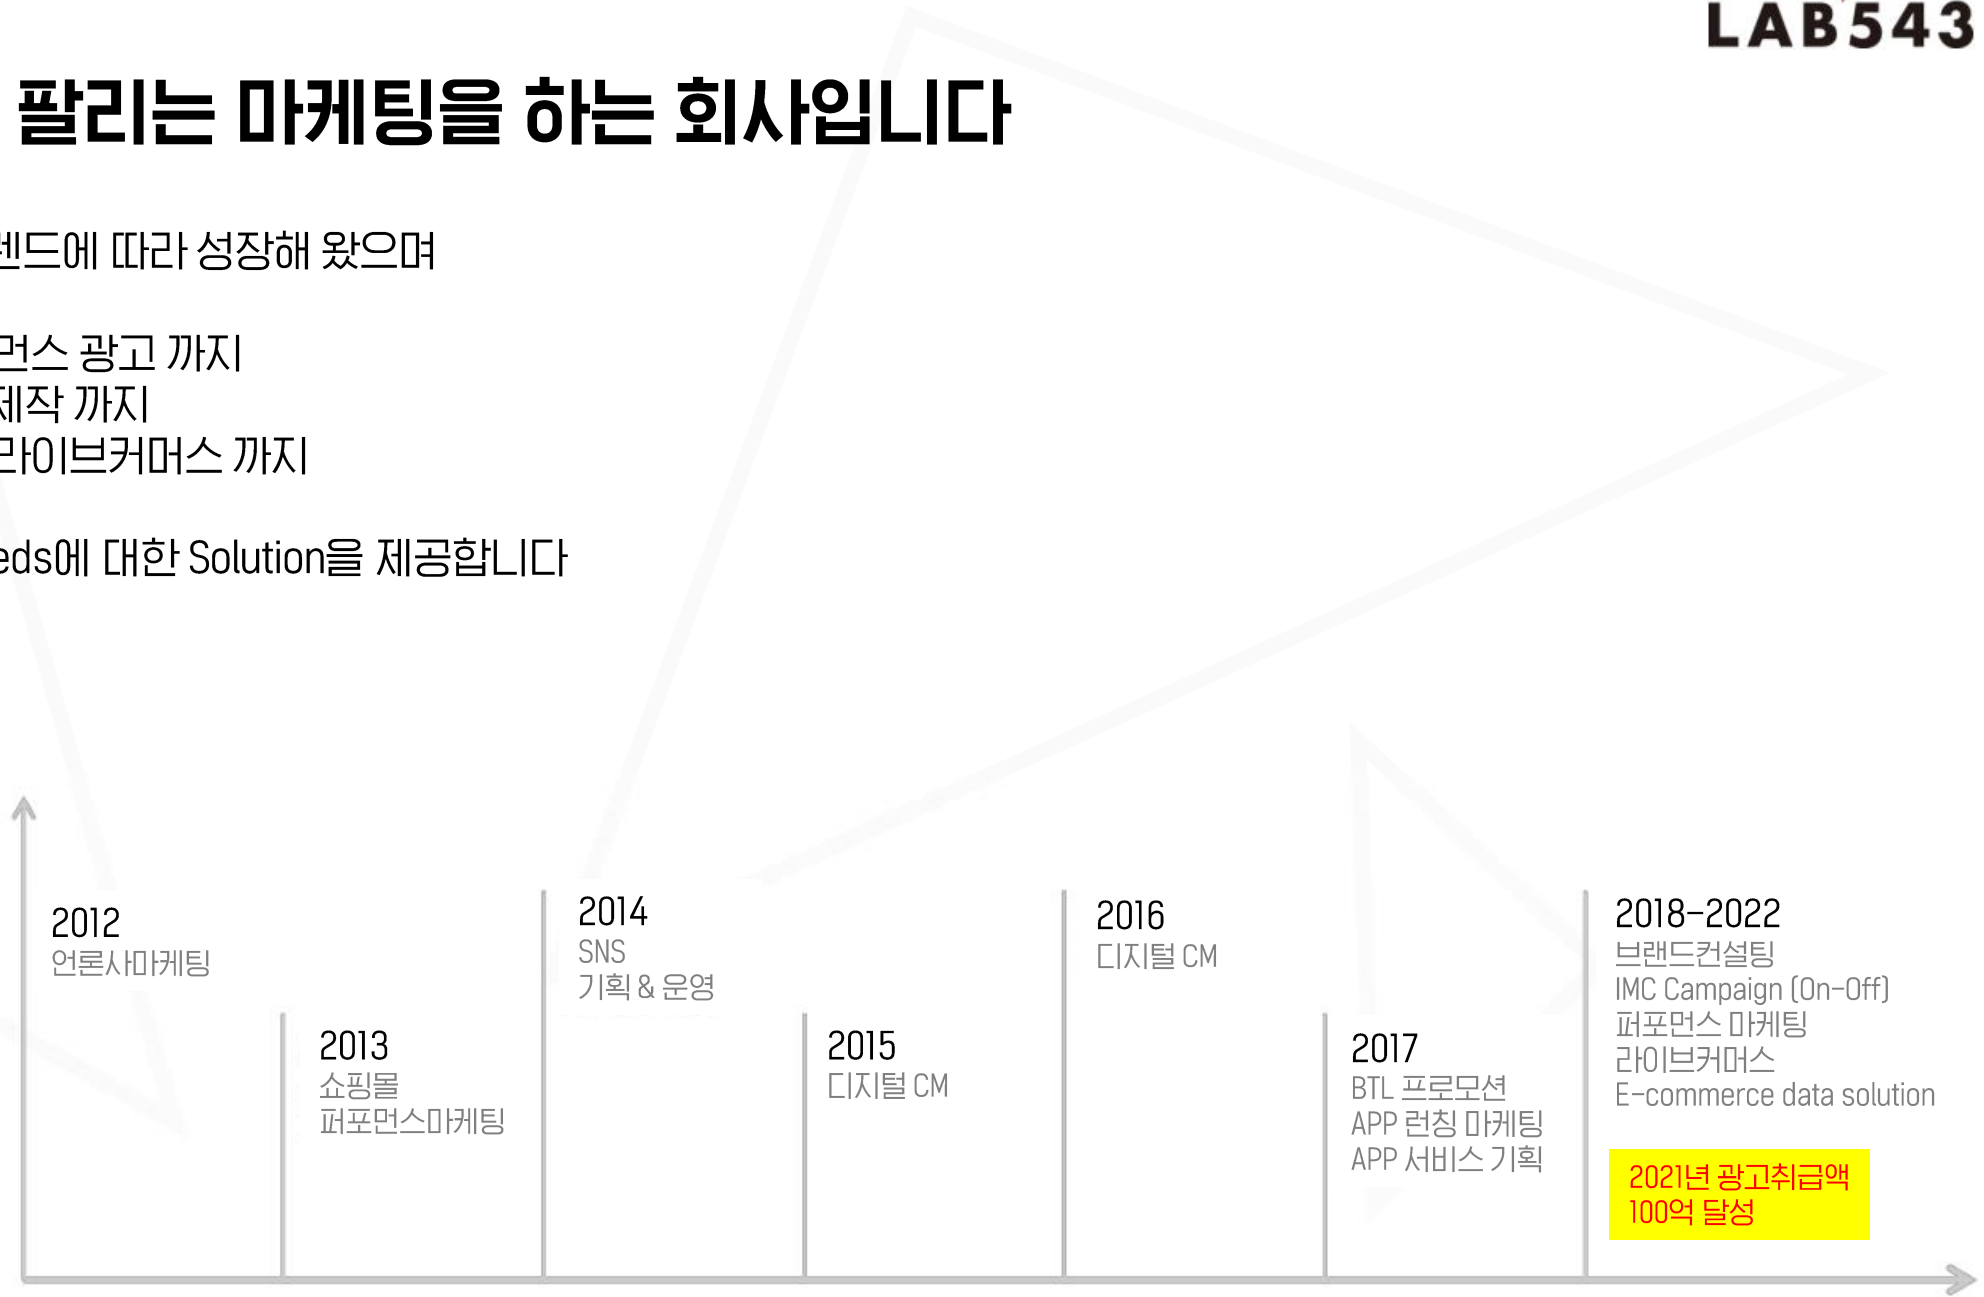 LAB543
팔리는 마케팅을 하는 회사입니다
렌드에 따라 성장해 왔으며
먼스 광고 까지
제작 까지
라이브커머스 까지
eds에 대한 Solution을 제공합니다
2012
언론사마케팅
2013
쇼핑몰
퍼포먼스마케팅
2014
SNS
기획 & 운영
2015
디지털 CM
2016
디지털 CM
2017
BTL 프로모션
APP 런칭 마케팅
APP 서비스 기획
2018-2022
브랜드컨설팅
IMC Campaign (On-Off)
퍼포먼스 마케팅
라이브커머스
E-commerce data solution
2021년 광고취급액
100억 달성